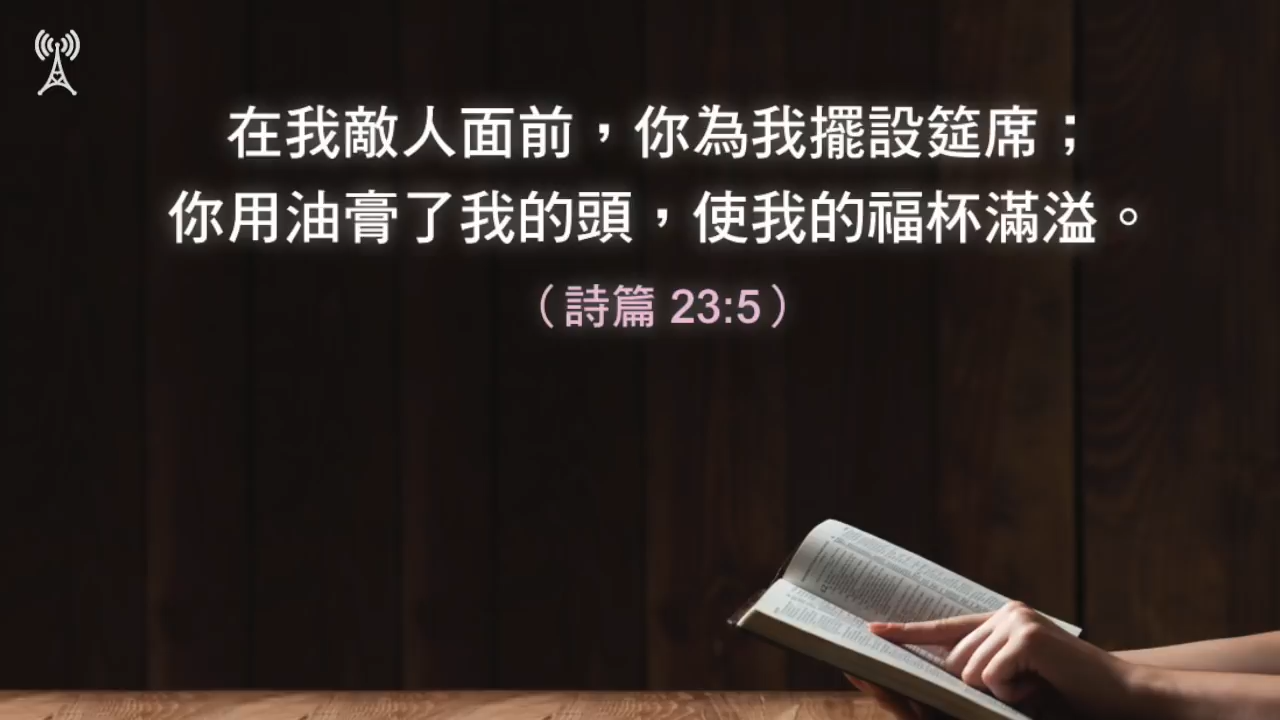 在我敵人面前，你為我擺設筵席；
你用油膏了我的頭，使我的福杯滿溢。
（詩篇 23:5）